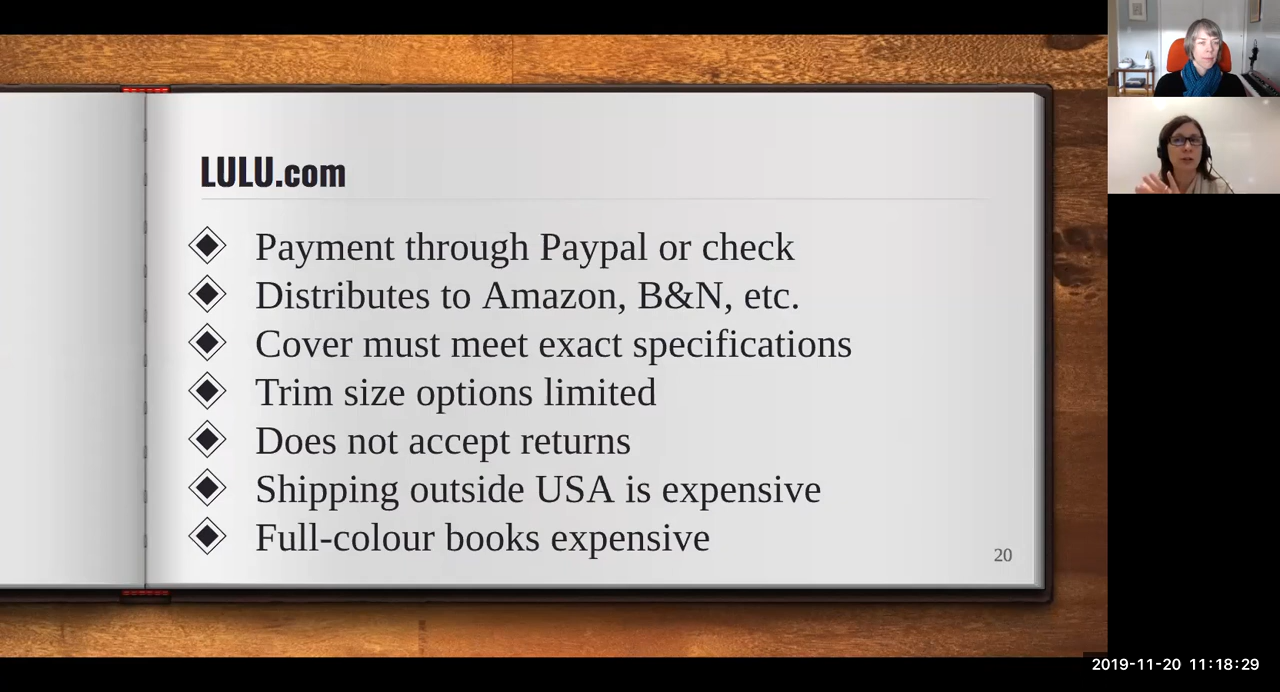 LULU.com
Payment through Paypal or check
Distributes to Amazon, B&N, etc.
Cover must meet exact specifications
Trim size options limited
Does not accept returns
Shipping outside USA is expensive
Full-colour books expensive
20
2019-11-20 11:18:29